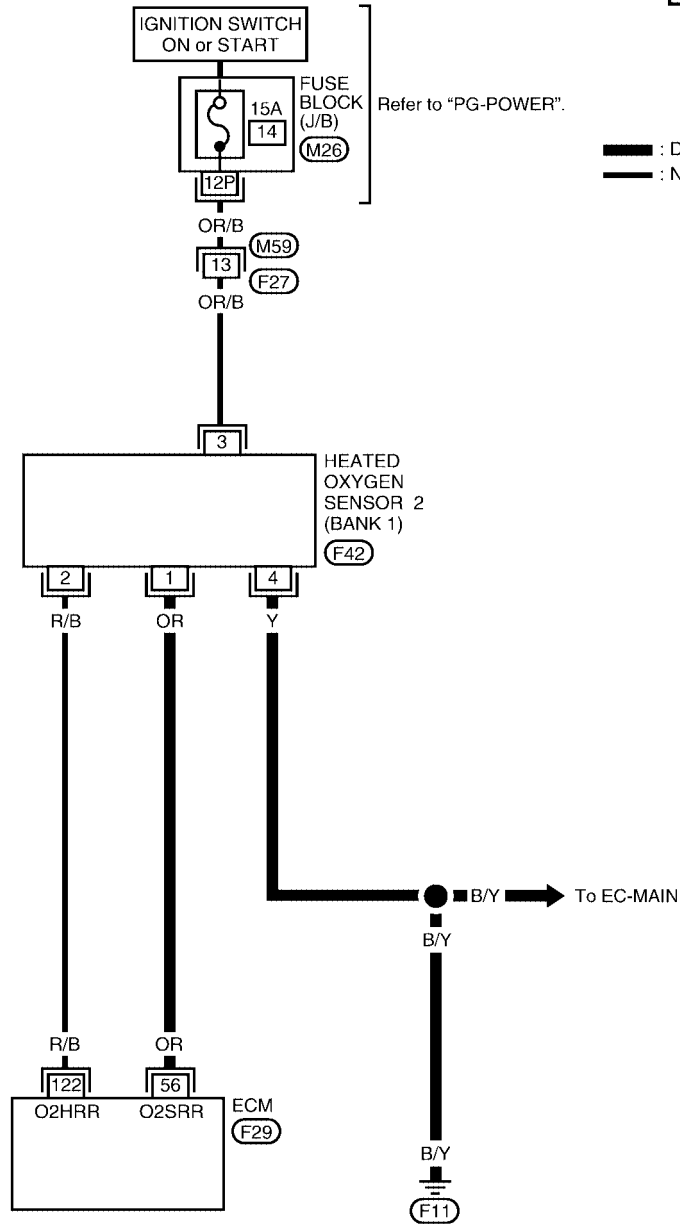 IGNITION SWITCH
ON or START
FUSE
BLOCK
(J/B)
15A
14
M26
Refer to "PG-POWER".
12P
: D
: N
OR/B
M59
13
F27
OR/B
3
HEATED
OXYGEN
SENSOR 2
(BANK 1)
F42
2 1 4
R/B OR Y
B/Y To EC-MAIN
B/Y
R/B OR
122 56
O2HRR O2SRR
ECM
F29
B/Y
F11